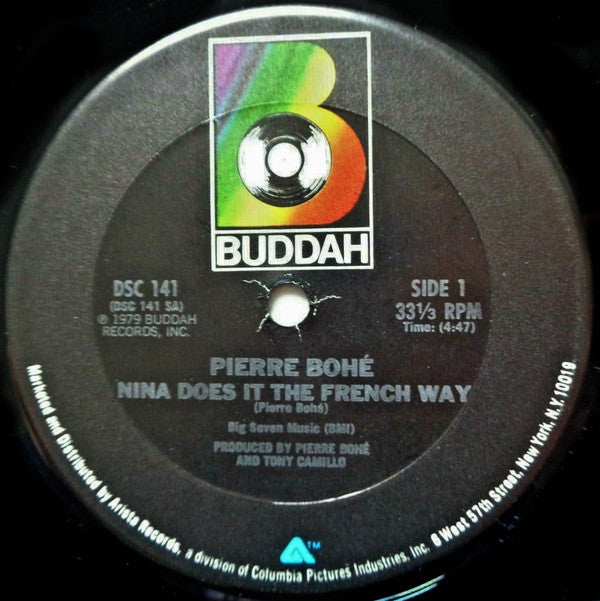 BUDDAH
DSC 141
(DSC 141 SA)
℗ 1979 BUDDAH
RECORDS, INC.
SIDE 1
33⅓ RPM
Time: (4:47)
PIERRE BOHÉ
NINA DOES IT THE FRENCH WAY
(Pierre Bohé)
Big Seven Music (BMI)
PRODUCED BY PIERRE BOHÉ
AND TONY CAMILLO
TM
Marketed and Distributed by Arista Records, a division of Columbia Pictures Industries, Inc. 6 West 57th Street, New York, N.Y. 10019